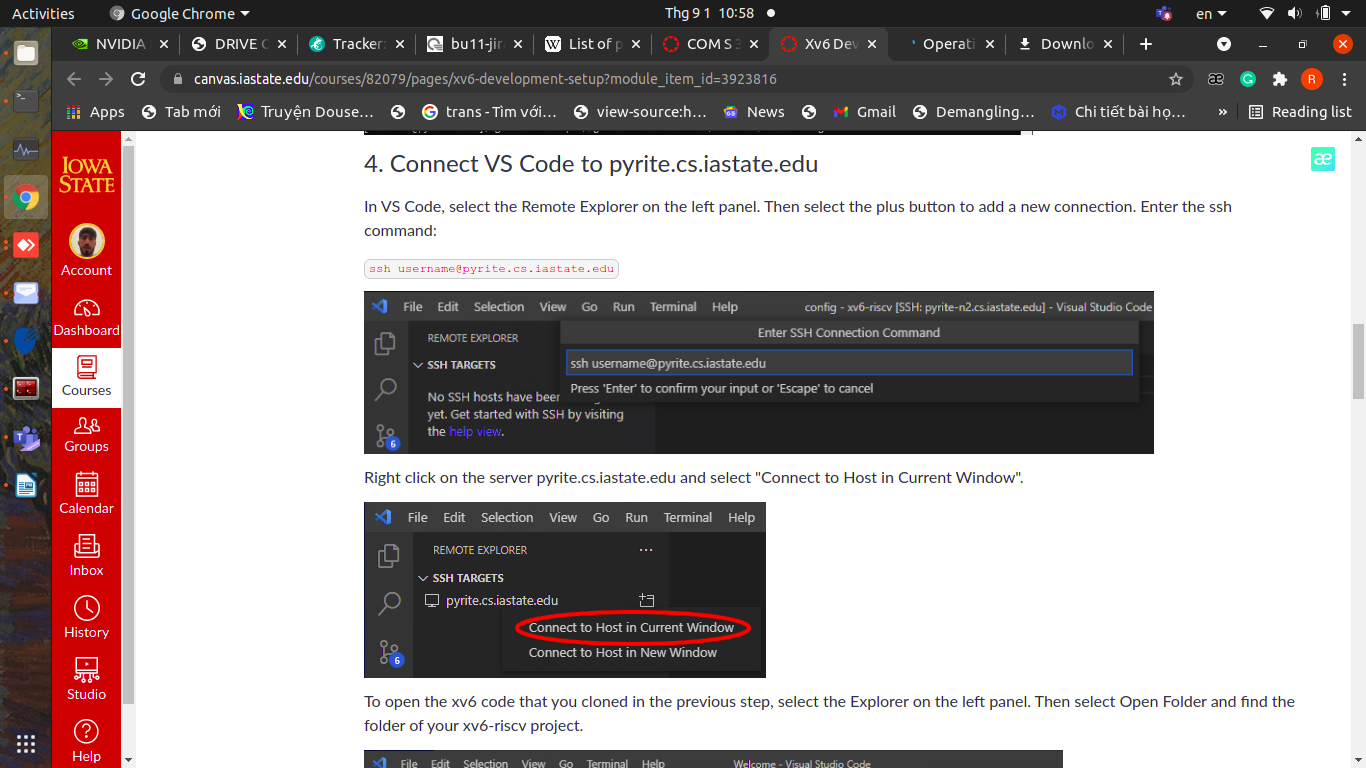 Activities
Google Chrome
Thg 9 1 10:58
en
NVIDIA
DRIVE
Tracker:
bu11-jir
List of p
COM S 3
Xv6 Dev
Operati
Downlo
canvas.iastate.edu/courses/82079/pages/xv6-development-setup?module_item_id=3923816
R
Apps
Tab mới
Truyện Douse...
trans - Tìm với...
view-source:h...
News
Gmail
Demangling...
Chi tiết bài họ...
»
Reading list
IOWA
STATE
Account
Dashboard
Courses
Groups
Calendar
Inbox
History
Studio
Help
æ
4. Connect VS Code to pyrite.cs.iastate.edu
In VS Code, select the Remote Explorer on the left panel. Then select the plus button to add a new connection. Enter the ssh
command:
ssh username@pyrite.cs.iastate.edu
File Edit Selection View Go Run Terminal Help
config - xv6-riscv [SSH: pyrite-n2.cs.iastate.edu] - Visual Studio Code
REMOTE EXPLORER
Enter SSH Connection Command
SSH TARGETS
ssh username@pyrite.cs.iastate.edu
Press 'Enter' to confirm your input or 'Escape' to cancel
No SSH hosts have been
yet. Get started with SSH by visiting
the help view.
6
Right click on the server pyrite.cs.iastate.edu and select "Connect to Host in Current Window".
File Edit Selection View Go Run Terminal Help
REMOTE EXPLORER
SSH TARGETS
pyrite.cs.iastate.edu
Connect to Host in Current Window
Connect to Host in New Window
6
To open the xv6 code that you cloned in the previous step, select the Explorer on the left panel. Then select Open Folder and find the
folder of your xv6-riscv project.
File Edit Selection View Go Run Terminal Help
Welcome - Visual Studio Code